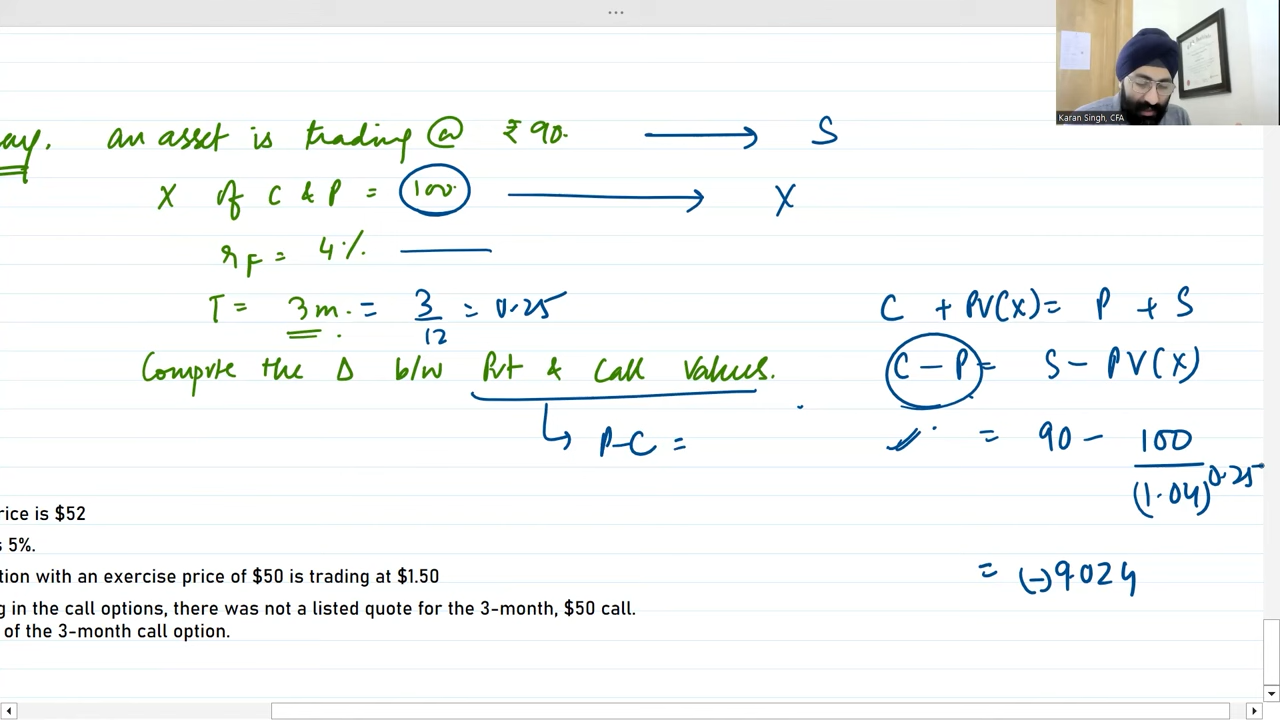 ...
Karan Singh, CFA
ay. an asset is trading @ ₹ 90. S
X of C & P = 100. X
rF = 4%.
T = 3m. = 3/12 = 0.25
C + PV(X) = P + S
Compute the Δ b/w Put & Call Values.
C - P = S - PV(X)
P-C =
= 90 - 100/(1.04)^0.25
rice is $52
s 5%.
tion with an exercise price of $50 is trading at $1.50
= (-)9024
g in the call options, there was not a listed quote for the 3-month, $50 call.
of the 3-month call option.